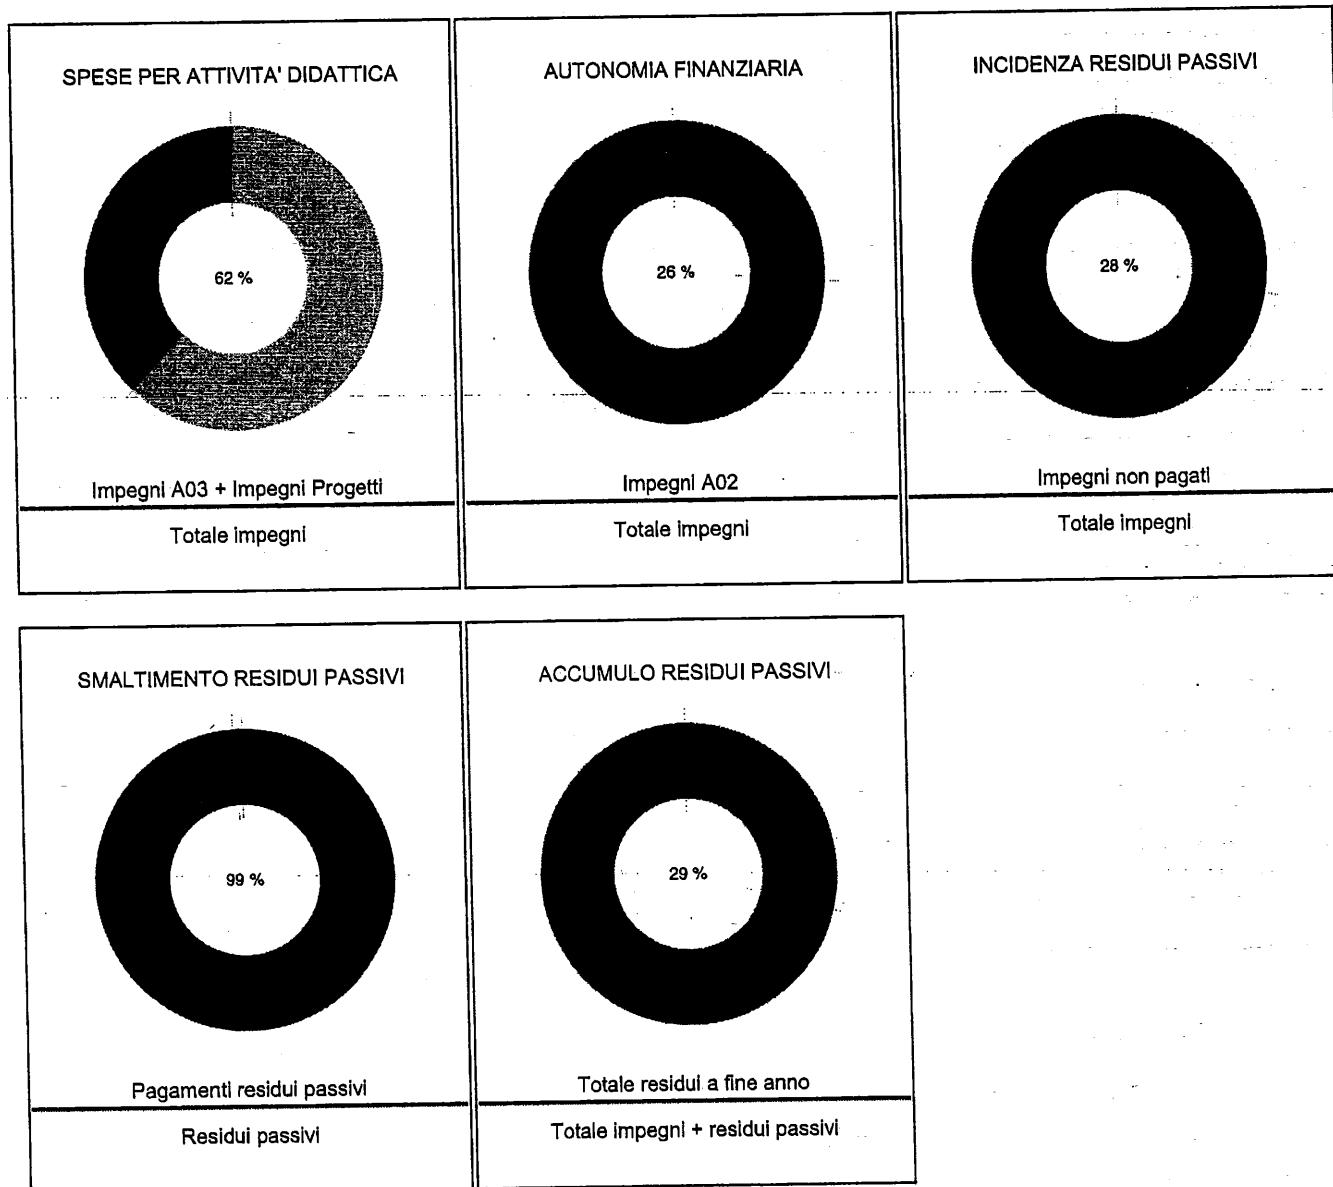 SPESE PER ATTIVITA' DIDATTICA
62 %
Impegni A03 + Impegni Progetti
Totale impegni
AUTONOMIA FINANZIARIA
26 %
Impegni A02
Totale impegni
INCIDENZA RESIDUI PASSIVI
28 %
Impegni non pagati
Totale impegni
SMALTIMENTO RESIDUI PASSIVI
99 %
Pagamenti residui passivi
Residui passivi
ACCUMULO RESIDUI PASSIVI
29 %
Totale residui a fine anno
Totale impegni + residui passivi